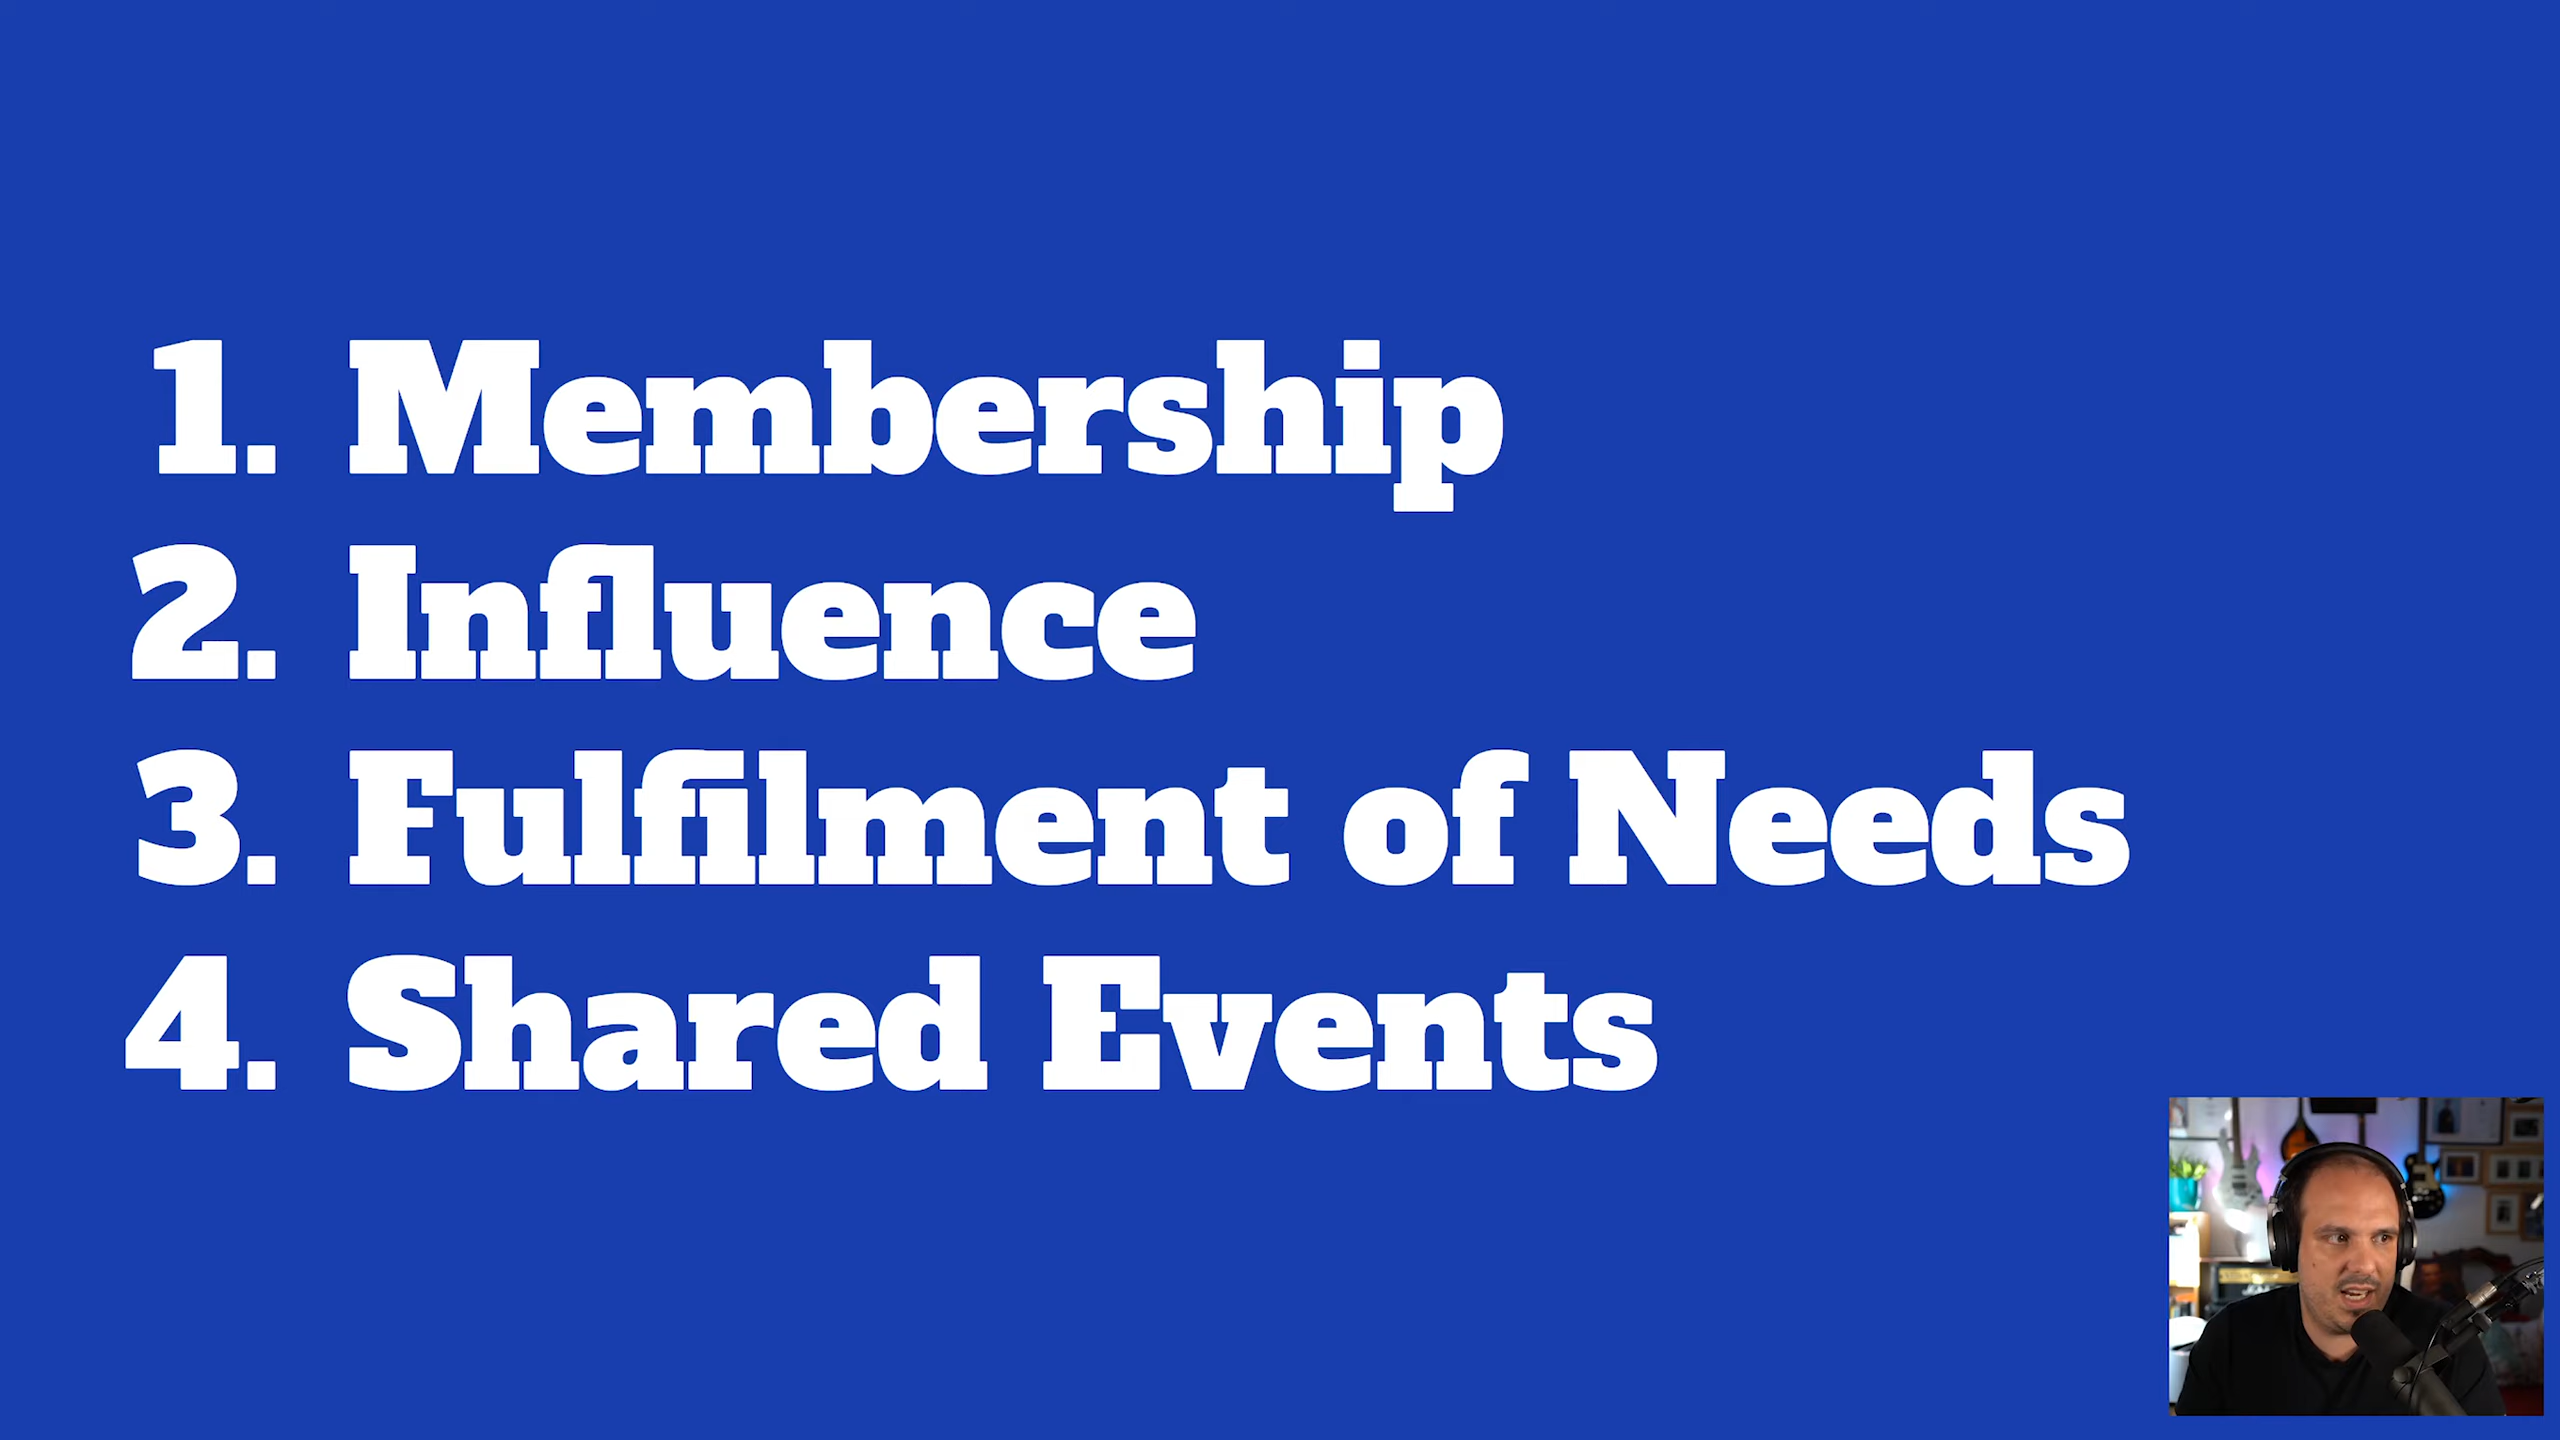 1. Membership
2. Influence
3. Fulfilment of Needs
4. Shared Events